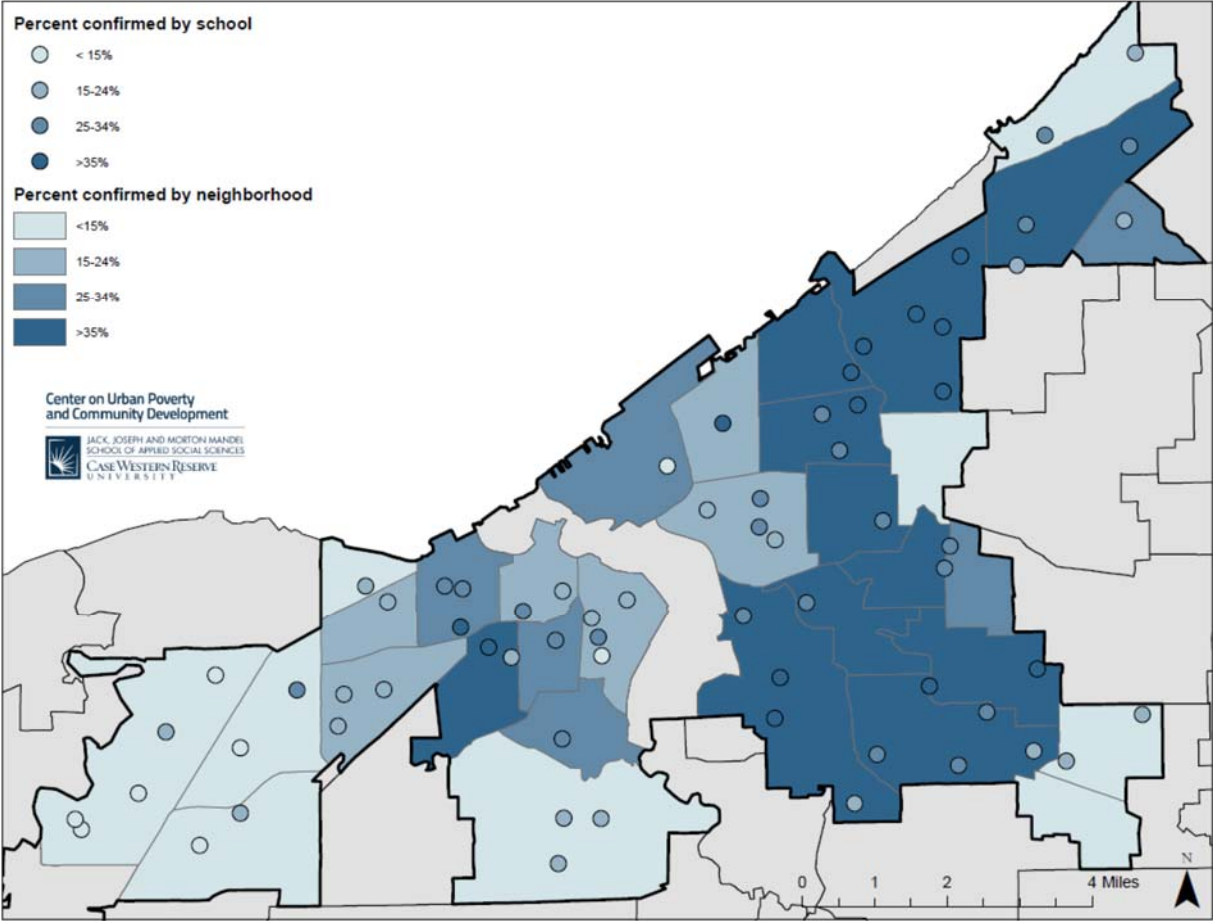 Percent confirmed by school
< 15%
15-24%
25-34%
>35%
Percent confirmed by neighborhood
<15%
15-24%
25-34%
>35%
Center on Urban Poverty
and Community Development
JACK, JOSEPH AND MORTON MANDEL
SCHOOL OF APPLIED SOCIAL SCIENCES
CASE WESTERN RESERVE
UNIVERSITY
N
0 1 2 4 Miles